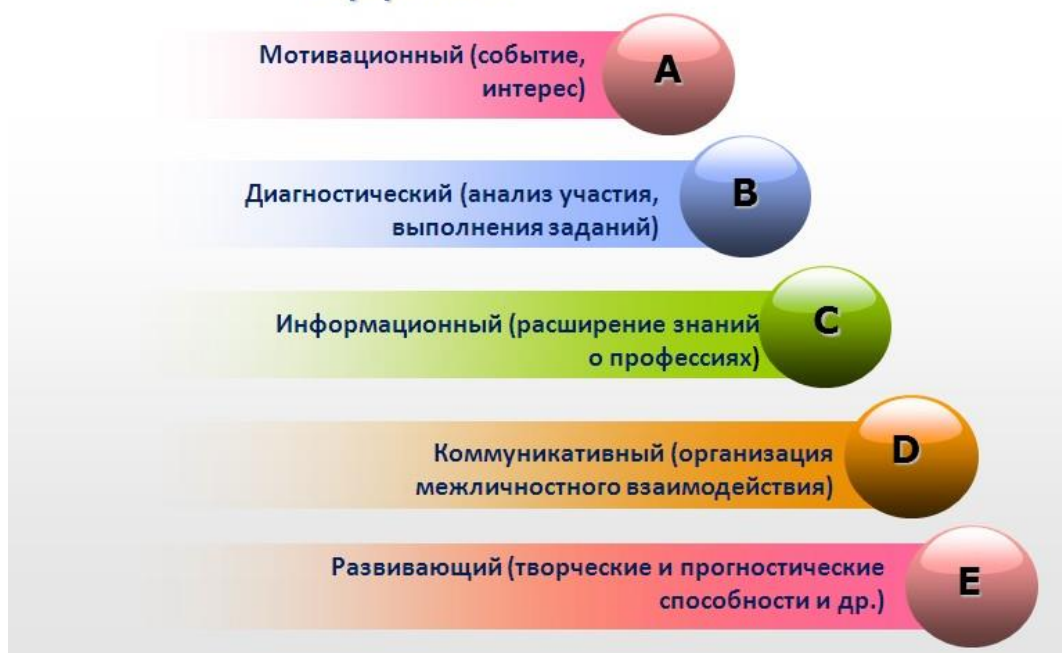 Мотивационный (событие,
интерес)
A
Диагностический (анализ участия,
выполнения заданий)
B
Информационный (расширение знаний
о профессиях)
C
Коммуникативный (организация
межличностного взаимодействия)
D
Развивающий (творческие и прогностические
способности и др.)
E